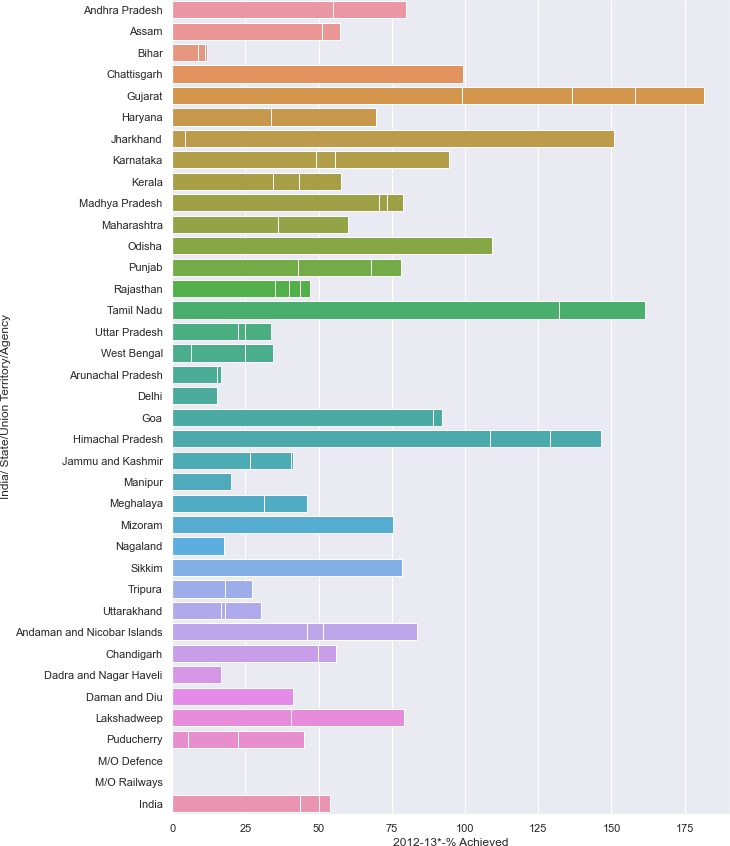 India/ State/Union Territory/Agency
Andhra Pradesh
Assam
Bihar
Chattisgarh
Gujarat
Haryana
Jharkhand
Karnataka
Kerala
Madhya Pradesh
Maharashtra
Odisha
Punjab
Rajasthan
Tamil Nadu
Uttar Pradesh
West Bengal
Arunachal Pradesh
Delhi
Goa
Himachal Pradesh
Jammu and Kashmir
Manipur
Meghalaya
Mizoram
Nagaland
Sikkim
Tripura
Uttarakhand
Andaman and Nicobar Islands
Chandigarh
Dadra and Nagar Haveli
Daman and Diu
Lakshadweep
Puducherry
M/O Defence
M/O Railways
India
0 25 50 75 100 125 150 175
2012-13*-% Achieved